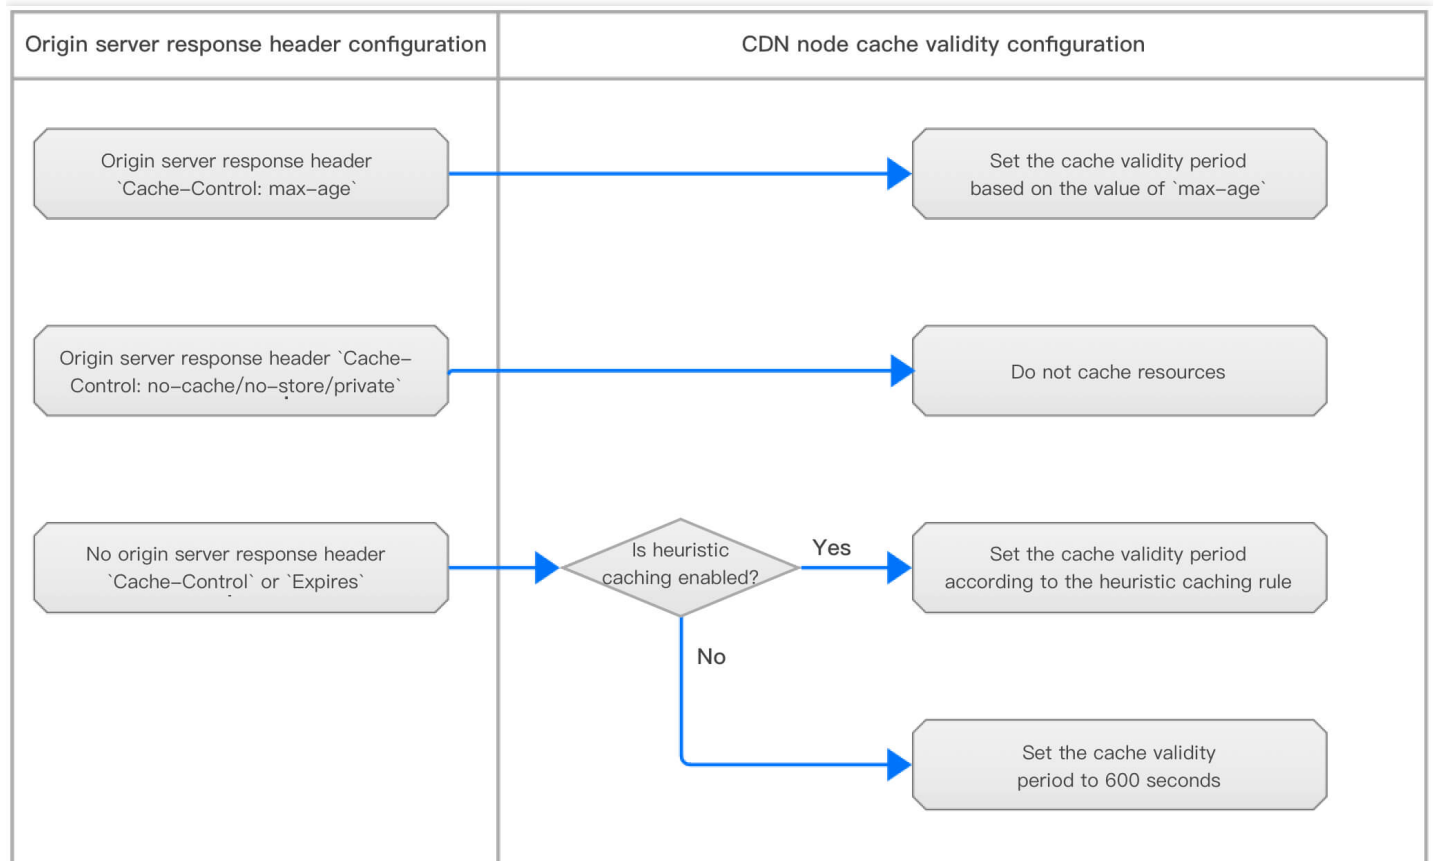 Origin server response header configuration
CDN node cache validity configuration
Origin server response header
`Cache-Control: max-age`
Set the cache validity period
based on the value of `max-age`
Origin server response header `Cache-
Control: no-cache/no-store/private`
Do not cache resources
No origin server response header
`Cache-Control` or `Expires`
Is heuristic
caching enabled?
Yes
Set the cache validity period
according to the heuristic caching rule
No
Set the cache validity
period to 600 seconds